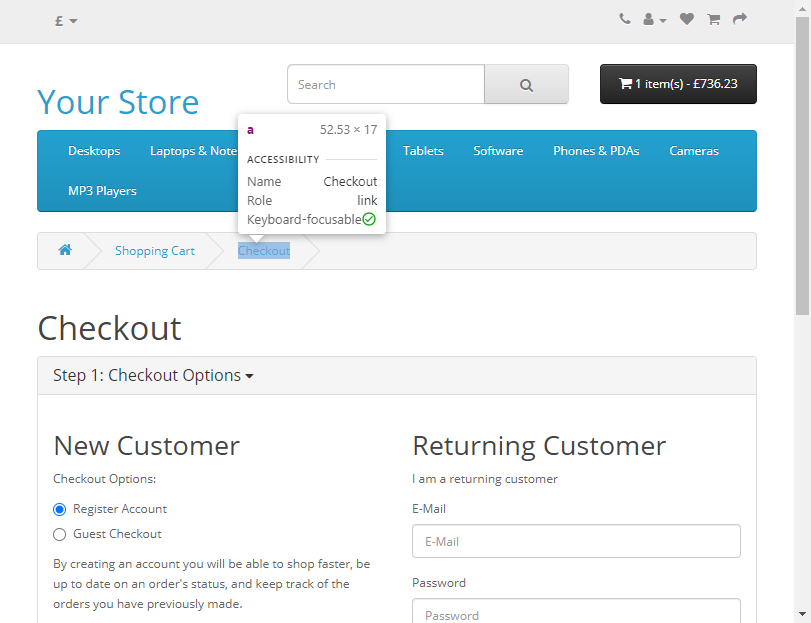 £
Your Store
Search
1 item(s) - £736.23
Desktops
Laptops & Note
Tablets
Software
Phones & PDAs
Cameras
MP3 Players
a 52.53 × 17
ACCESSIBILITY
Name Checkout
Role link
Keyboard-focusable
Shopping Cart
Checkout
Checkout
Step 1: Checkout Options
New Customer
Checkout Options:
Register Account
Guest Checkout
By creating an account you will be able to shop faster, be
up to date on an order's status, and keep track of the
orders you have previously made.
Returning Customer
I am a returning customer
E-Mail
E-Mail
Password
Password